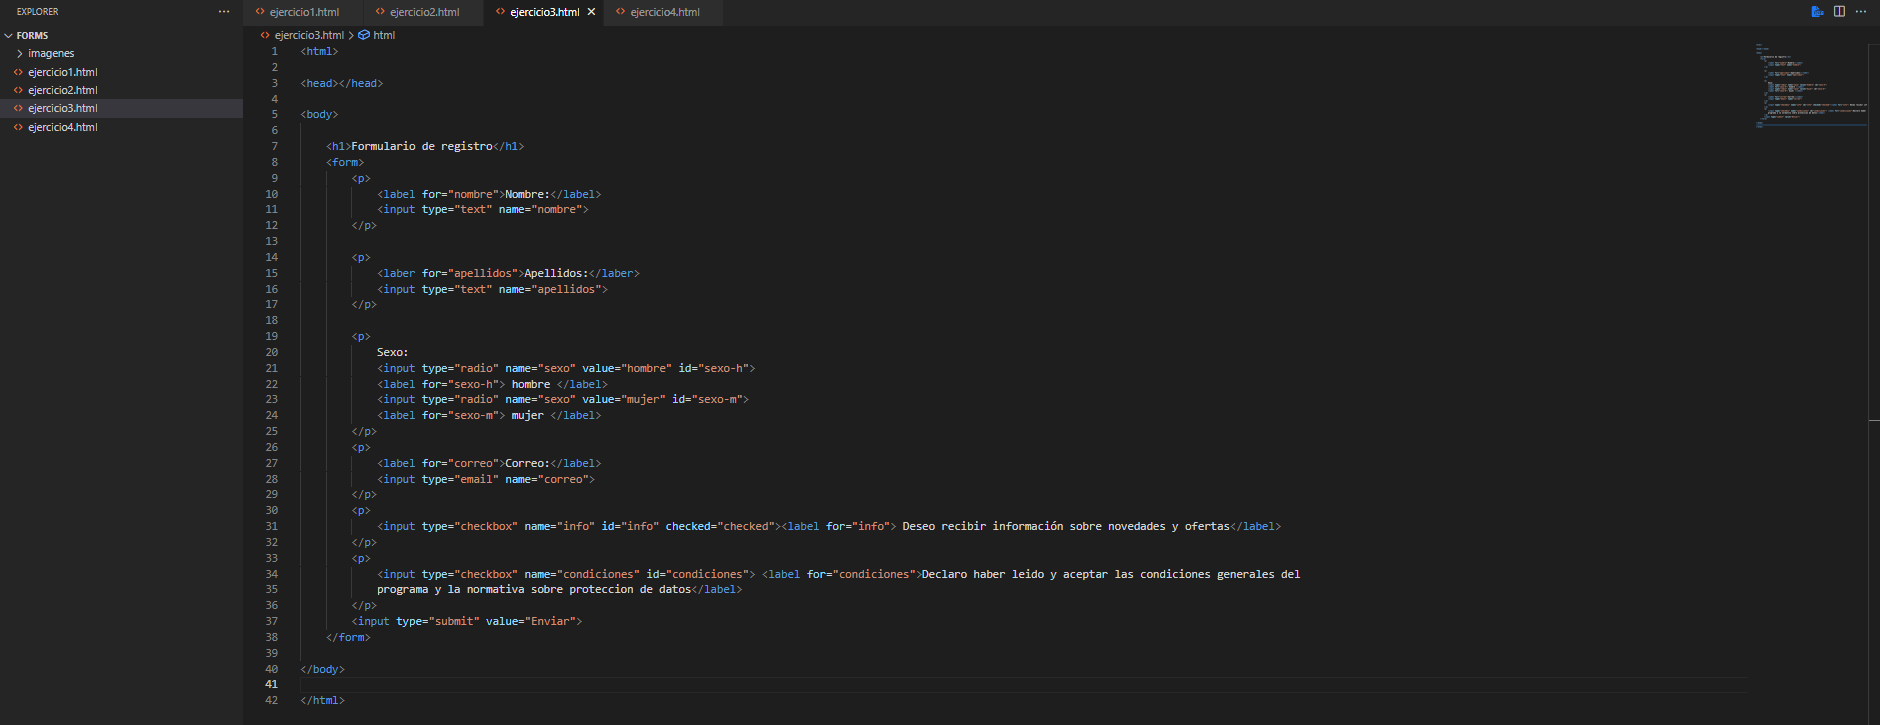 EXPLORER
FORMS
imagenes
ejercicio1.html
ejercicio2.html
ejercicio3.html
ejercicio4.html
ejercicio1.html ejercicio2.html ejercicio3.html ejercicio4.html
ejercicio3.html > html
1 <html>
2
3 <head></head>
4
5 <body>
6
7 <h1>Formulario de registro</h1>
8 <form>
9 <p>
10 <label for="nombre">Nombre:</label>
11 <input type="text" name="nombre">
12 </p>
13
14 <p>
15 <laber for="apellidos">Apellidos:</laber>
16 <input type="text" name="apellidos">
17 </p>
18
19 <p>
20 Sexo:
21 <input type="radio" name="sexo" value="hombre" id="sexo-h">
22 <label for="sexo-h"> hombre </label>
23 <input type="radio" name="sexo" value="mujer" id="sexo-m">
24 <label for="sexo-m"> mujer </label>
25 </p>
26 <p>
27 <label for="correo">Correo:</label>
28 <input type="email" name="correo">
29 </p>
30 <p>
31 <input type="checkbox" name="info" id="info" checked="checked"><label for="info"> Deseo recibir información sobre novedades y ofertas</label>
32 </p>
33 <p>
34 <input type="checkbox" name="condiciones" id="condiciones"> <label for="condiciones">Declaro haber leido y aceptar las condiciones generales del
35 programa y la normativa sobre proteccion de datos</label>
36 </p>
37 <input type="submit" value="Enviar">
38 </form>
39
40 </body>
41
42 </html>